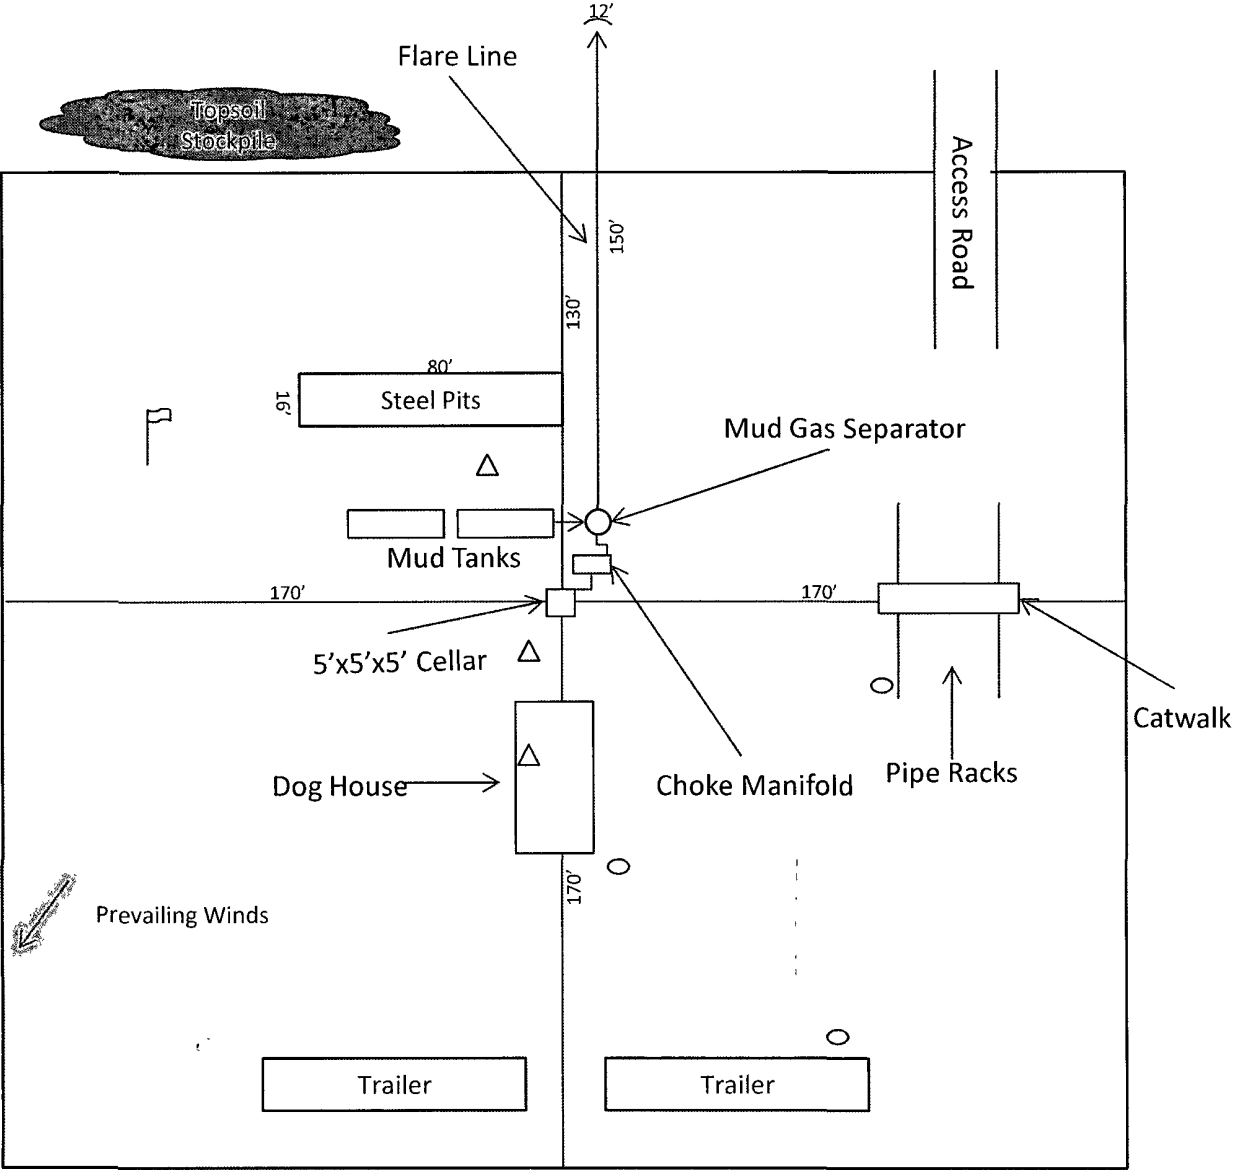 12'
Flare Line
Topsoil
Stockpile
Access Road
150'
130'
80'
16'
Steel Pits
Mud Gas Separator
Mud Tanks
170'
170'
5'x5'x5' Cellar
Catwalk
Dog House
Choke Manifold
Pipe Racks
170'
Prevailing Winds
Trailer
Trailer